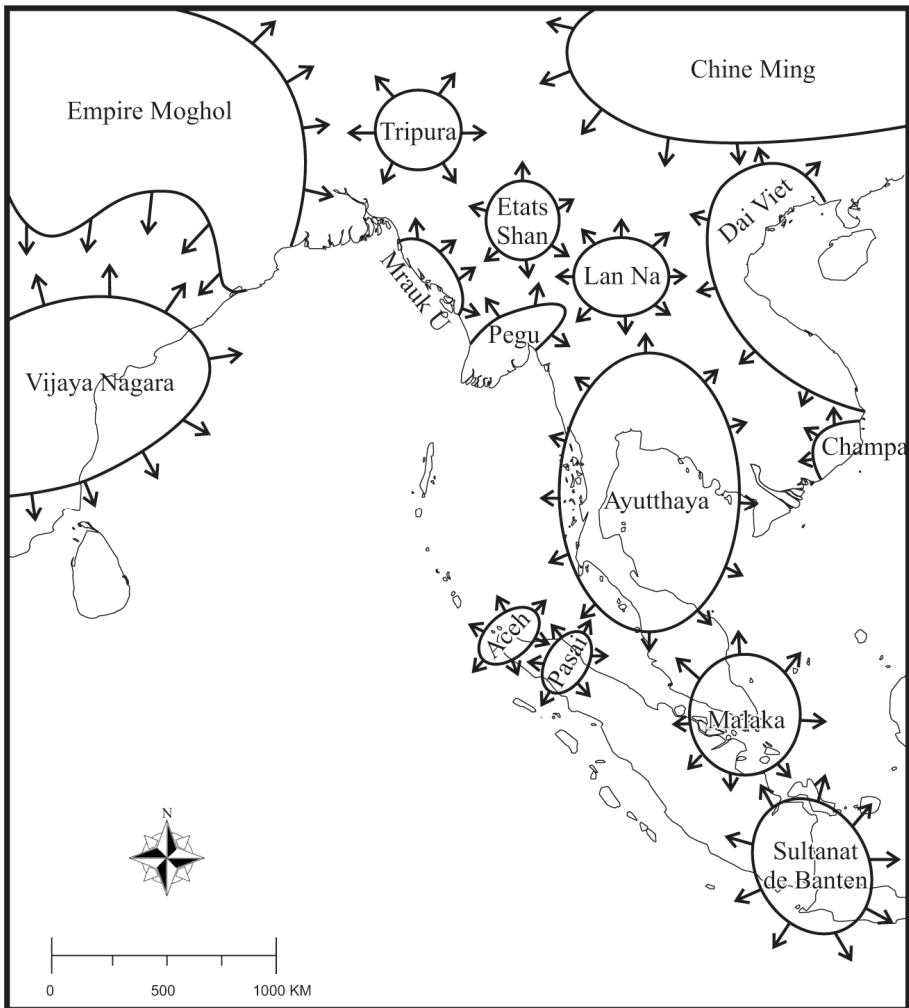 Chine Ming
Empire Moghol
Tripura
Dai Viet
Etats
Shan
Mrauk U
Lan Na
Pegu
Vijaya Nagara
Champa
Ayutthaya
Aceh
Pasai
Malaka
N
Sultanat
de Banten
0
500
1000 KM